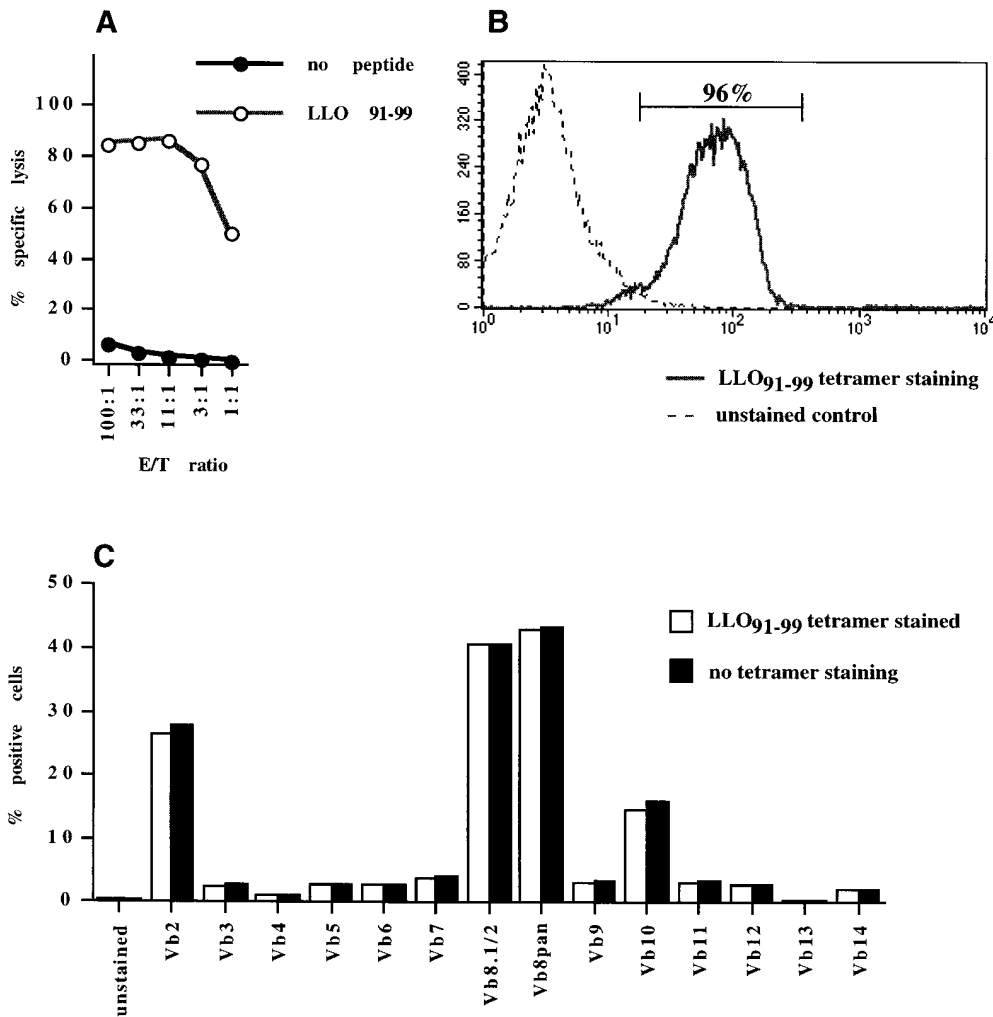 A
no peptide
LLO 91-99
100
80
60
40
20
0
% specific lysis
100:1
33:1
11:1
3:1
1:1
E/T ratio
B
96%
400
320
240
160
80
0
10^0
10^1
10^2
10^3
10^4
LLO91-99 tetramer staining
unstained control
C
50
40
30
20
10
0
% positive cells
LLO91-99 tetramer stained
no tetramer staining
unstained
Vb2
Vb3
Vb4
Vb5
Vb6
Vb7
Vb8.1/2
Vb8pan
Vb9
Vb10
Vb11
Vb12
Vb13
Vb14